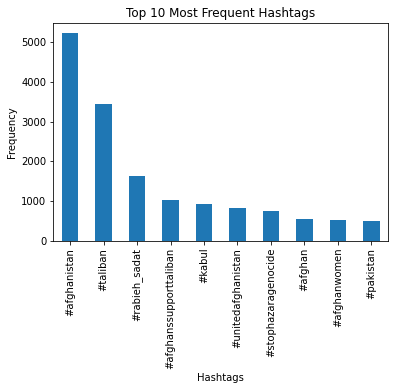 Top 10 Most Frequent Hashtags
Frequency
5000
4000
3000
2000
1000
0
#afghanistan
#taliban
#rabieh_sadat
#afghanssupporttaliban
#kabul
#unitedafghanistan
#stophazaragenocide
#afghan
#afghanwomen
#pakistan
Hashtags